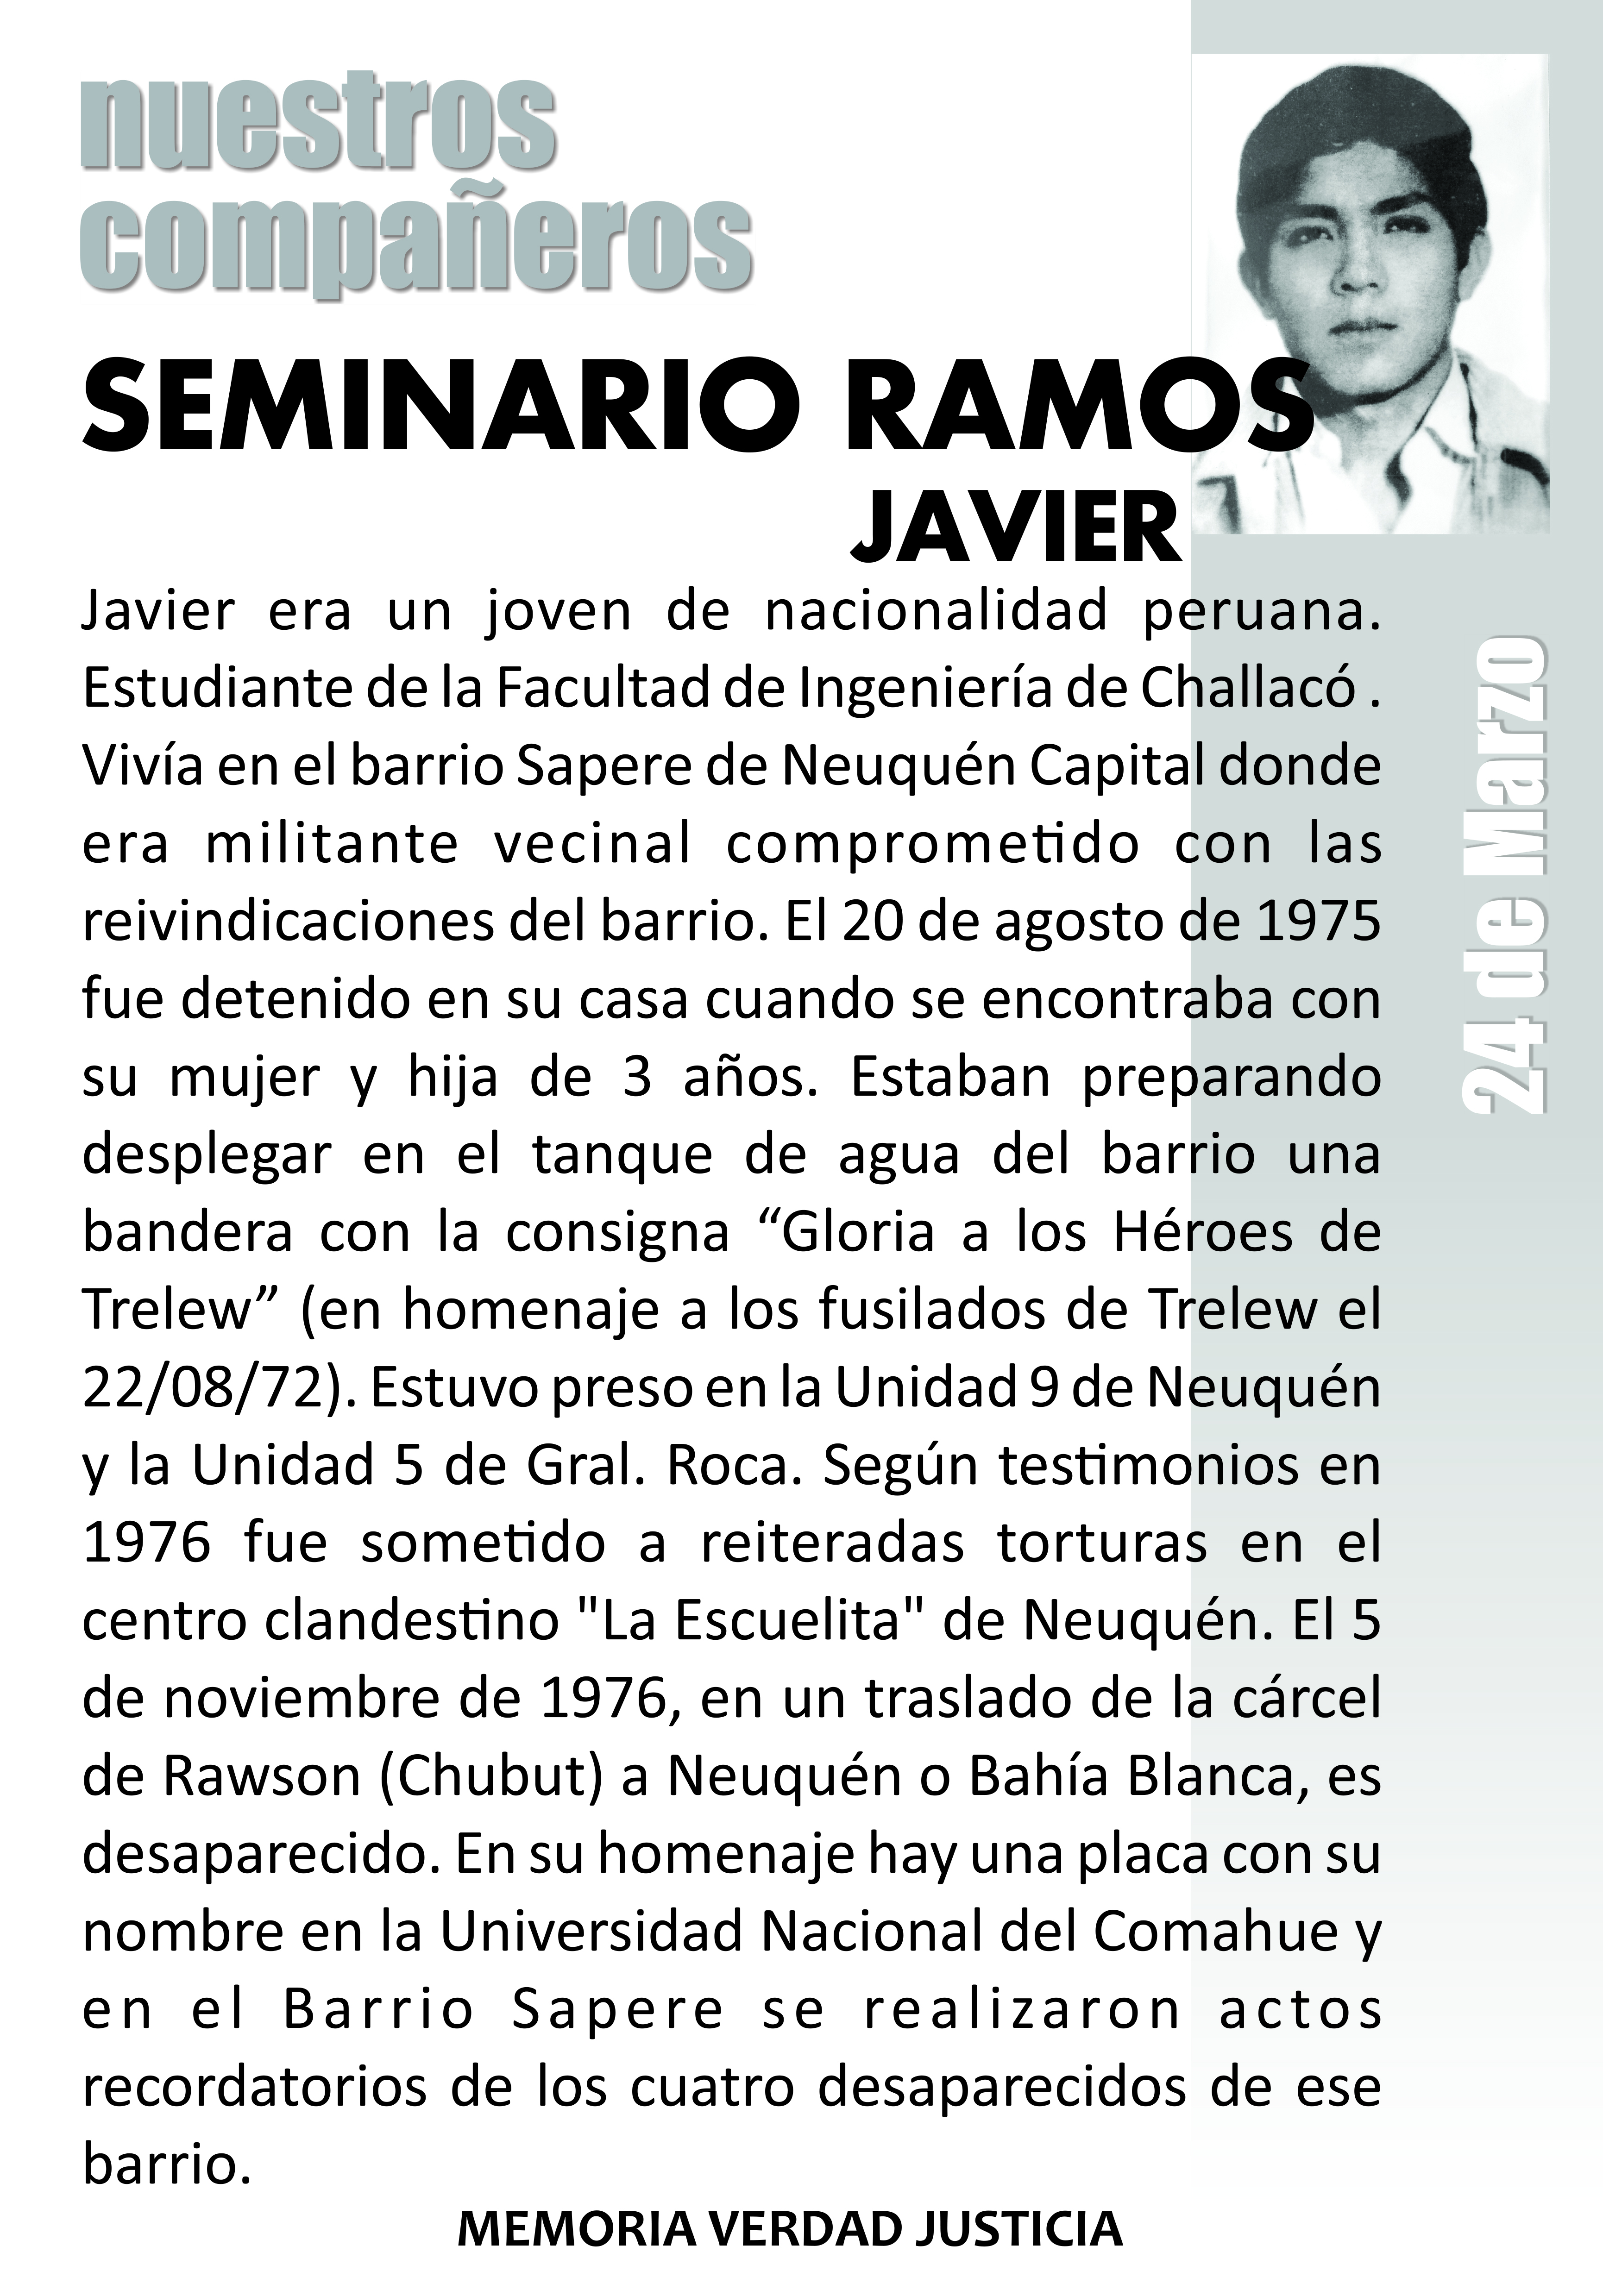 nuestros
compañeros
SEMINARIO RAMOS
JAVIER
Javier era un joven de nacionalidad peruana.
Estudiante de la Facultad de Ingeniería de Challacó .
Vivía en el barrio Sapere de Neuquén Capital donde
era militante vecinal comprometido con las
reivindicaciones del barrio. El 20 de agosto de 1975
fue detenido en su casa cuando se encontraba con
su mujer y hija de 3 años. Estaban preparando
desplegar en el tanque de agua del barrio una
bandera con la consigna “Gloria a los Héroes de
Trelew” (en homenaje a los fusilados de Trelew el
22/08/72). Estuvo preso en la Unidad 9 de Neuquén
y la Unidad 5 de Gral. Roca. Según testimonios en
1976 fue sometido a reiteradas torturas en el
centro clandestino "La Escuelita" de Neuquén. El 5
de noviembre de 1976, en un traslado de la cárcel
de Rawson (Chubut) a Neuquén o Bahía Blanca, es
desaparecido. En su homenaje hay una placa con su
nombre en la Universidad Nacional del Comahue y
en el Barrio Sapere se realizaron actos
recordatorios de los cuatro desaparecidos de ese
barrio.
24 de Marzo
MEMORIA VERDAD JUSTICIA